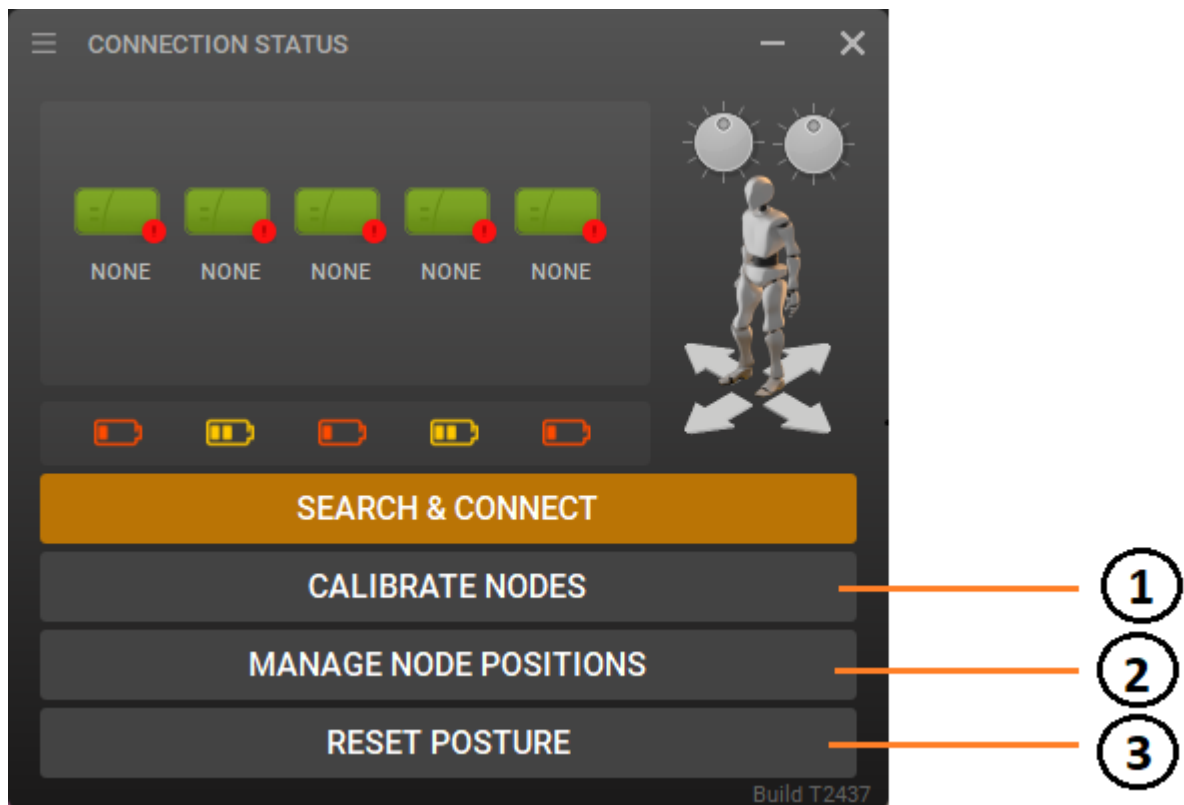 CONNECTION STATUS
NONE NONE NONE NONE NONE
SEARCH & CONNECT
CALIBRATE NODES
1
MANAGE NODE POSITIONS
2
RESET POSTURE
3
Build T2437